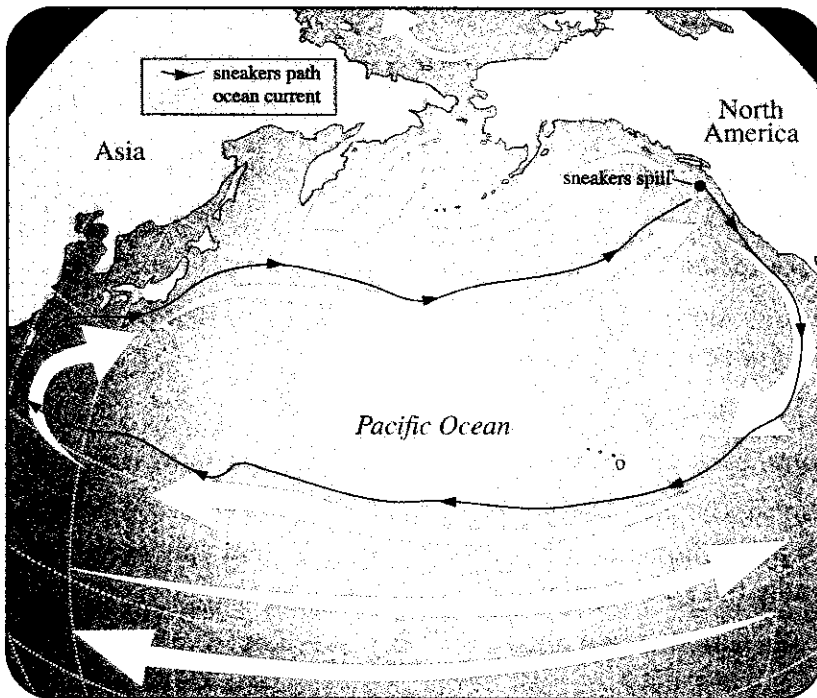 sneakers path
ocean current
North
America
Asia
sneakers spill
Pacific Ocean